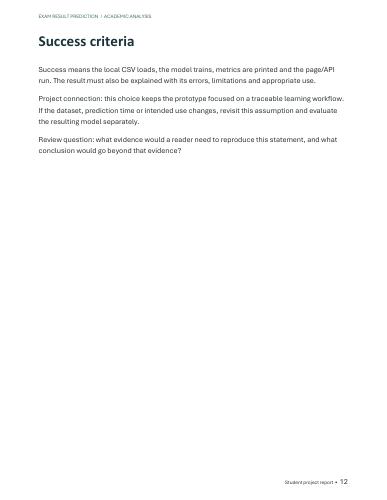 EXAM RESULT PREDICTION | ACADEMIC ANALYSIS
Success criteria
Success means the local CSV loads, the model trains, metrics are printed and the page/API
run. The result must also be explained with its errors, limitations and appropriate use.
Project connection: this choice keeps the prototype focused on a traceable learning workflow.
If the dataset, prediction time or intended use changes, revisit this assumption and evaluate
the resulting model separately.
Review question: what evidence would a reader need to reproduce this statement, and what
conclusion would go beyond that evidence?
Student project report • 12